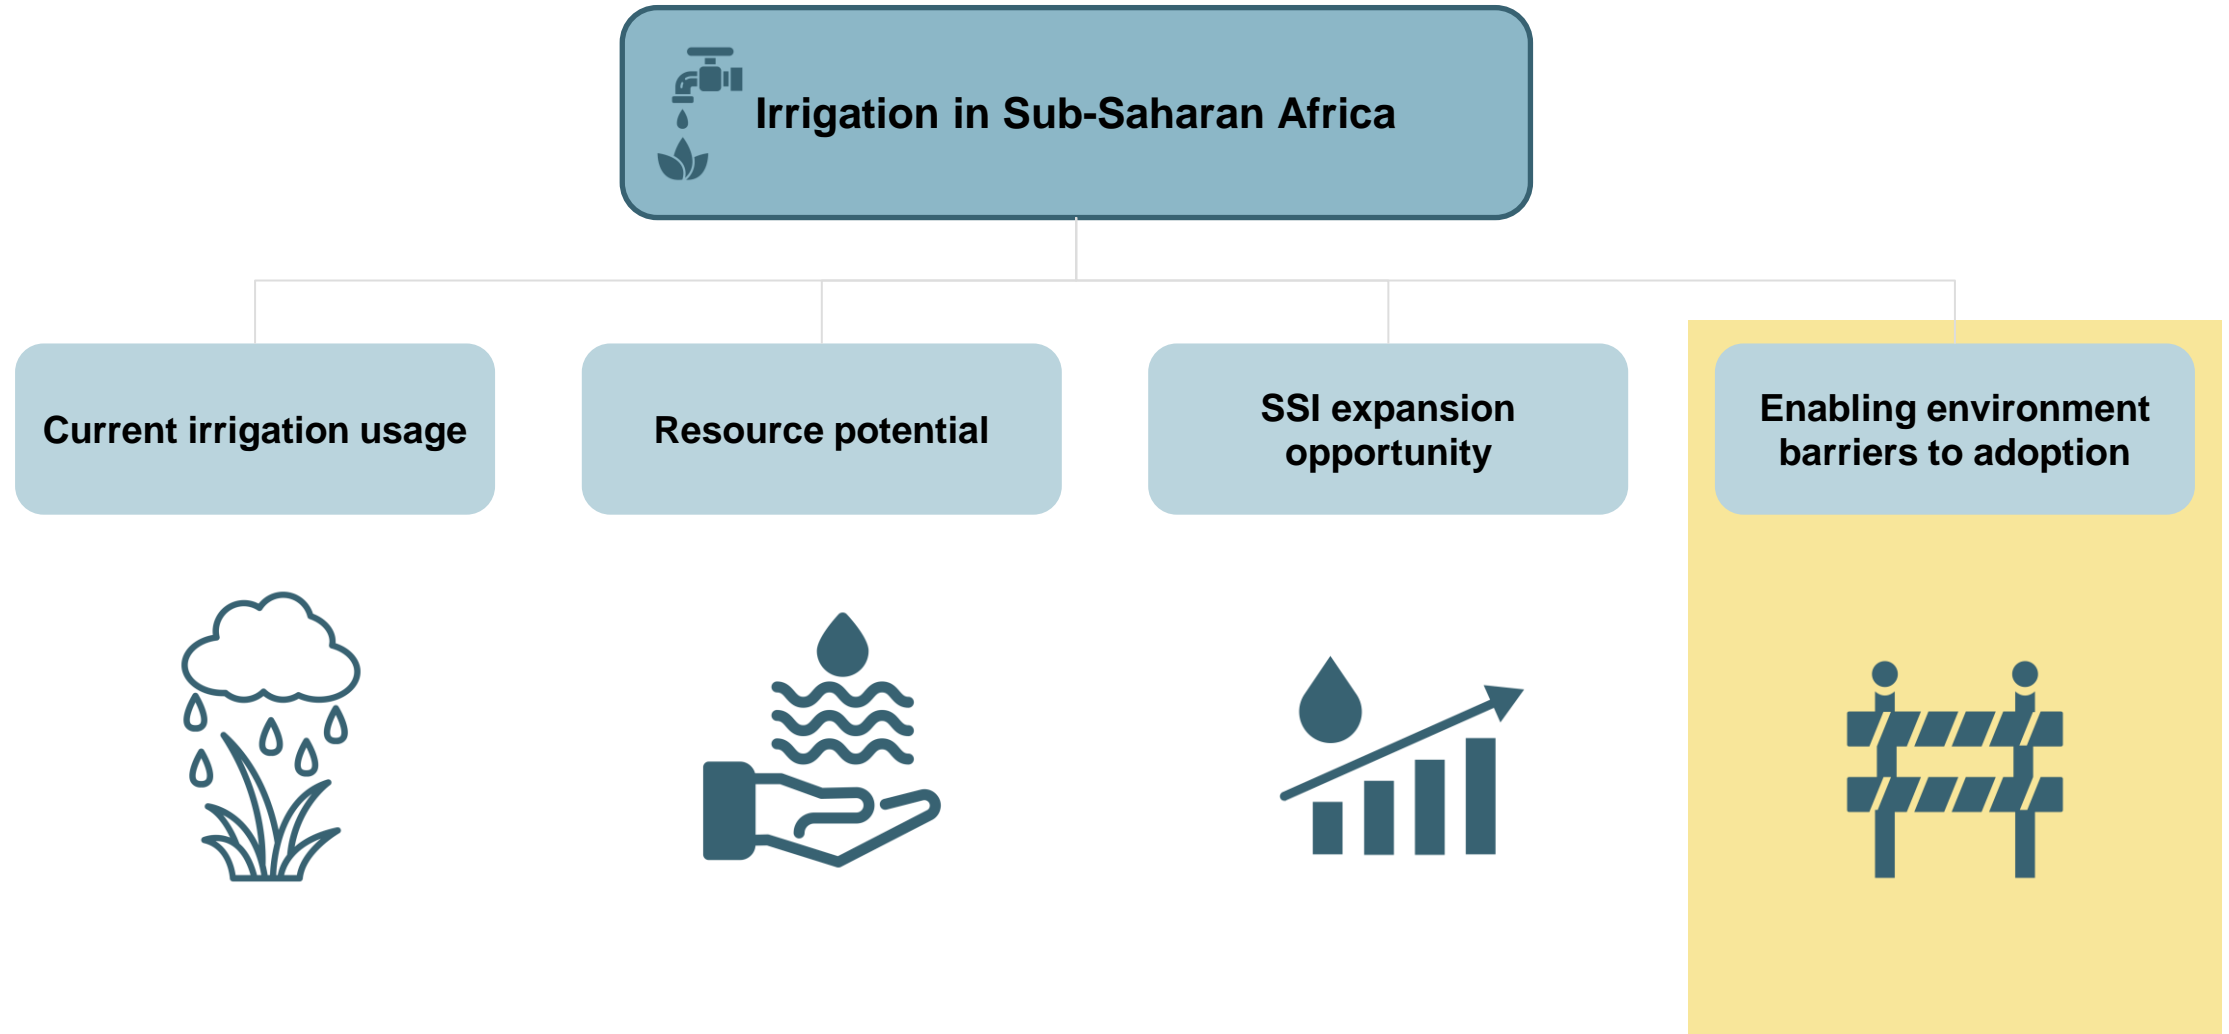 Irrigation in Sub-Saharan Africa
Current irrigation usage
Resource potential
SSI expansion
opportunity
Enabling environment
barriers to adoption